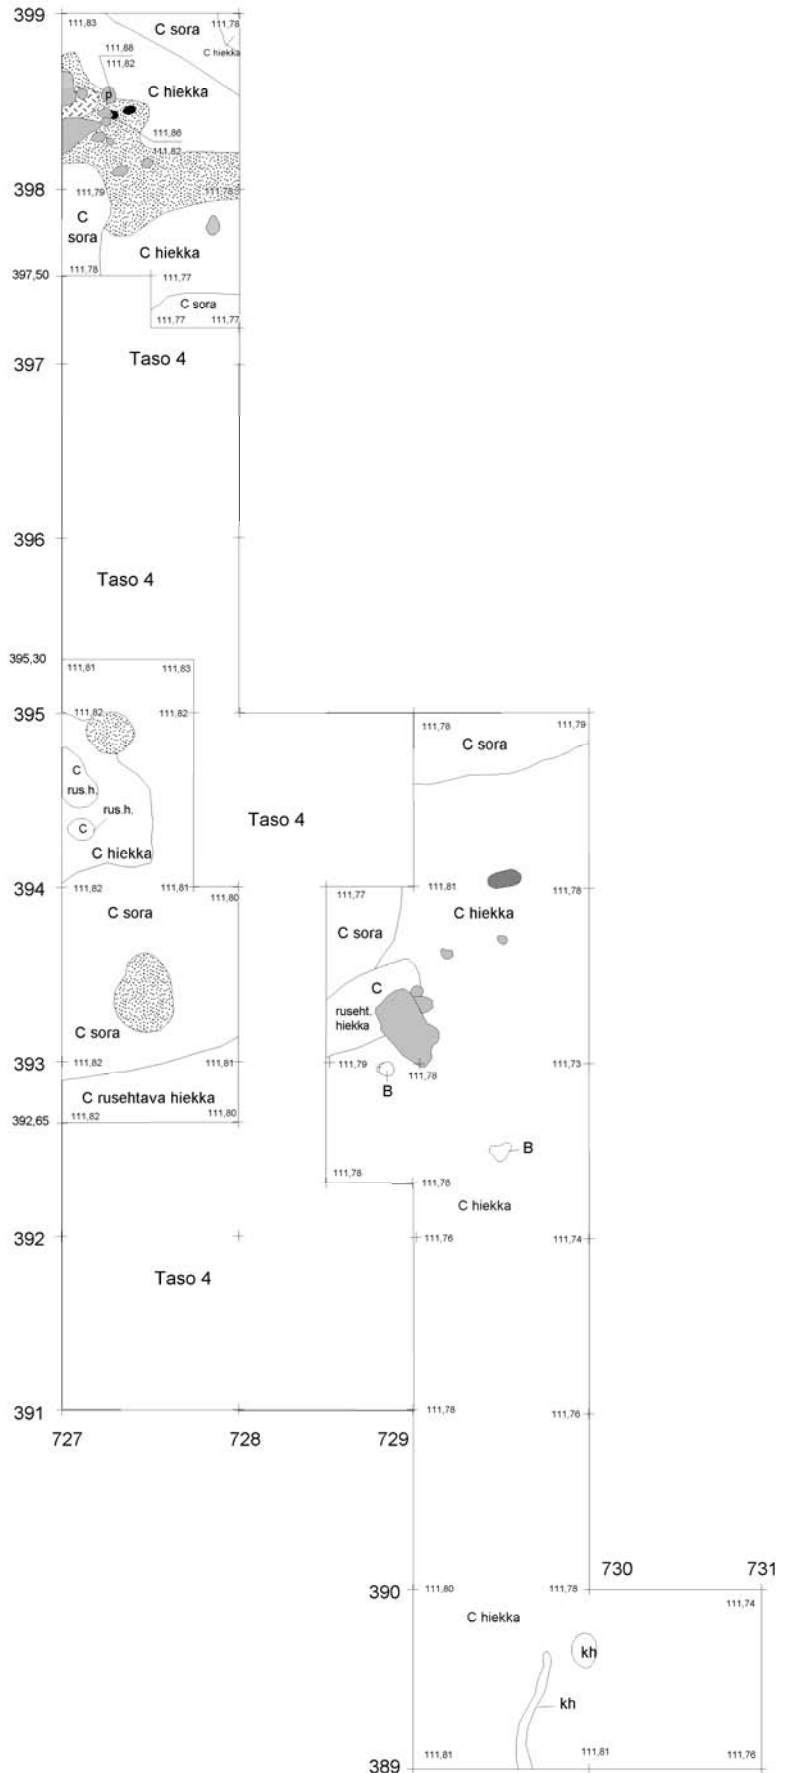 399
111,83
C sora
111,78
C hiekka
111,88
111,82
p
C hiekka
111,86
111,82
398
111,79
111,78
C
sora
C hiekka
397,50
111,78
111,77
C sora
111,77
111,77
397
Taso 4
396
Taso 4
395,30
111,81
111,83
395
111,82
111,82
111,78
111,79
C sora
C
rus.h.
rus.h.
C
Taso 4
C hiekka
394
111,82
111,81
111,80
111,77
111,81
111,78
C sora
C hiekka
C sora
C
ruseht.
hiekka
C sora
393
111,82
111,81
111,79
111,78
111,73
B
C rusehtava hiekka
392,65
111,82
111,80
B
111,78
111,78
C hiekka
392
111,76
111,74
Taso 4
391
111,78
111,76
727
728
729
730
731
390
111,80
111,78
111,74
C hiekka
kh
kh
389
111,81
111,81
111,76